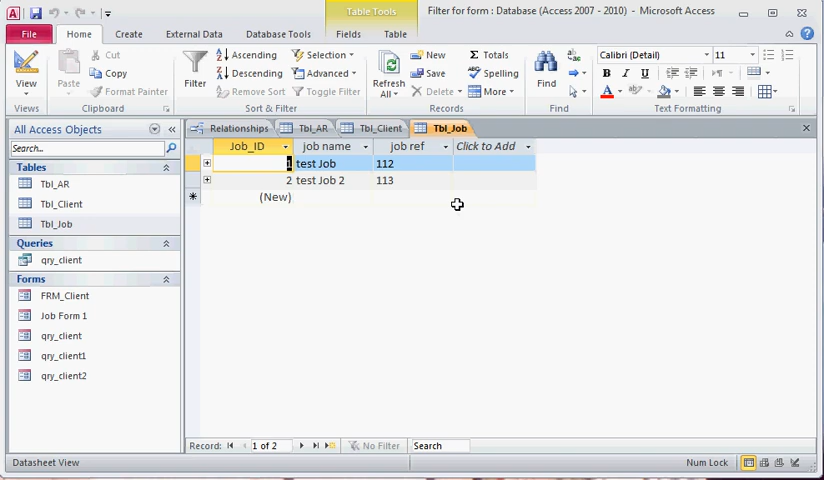 Table Tools
Filter for form : Database (Access 2007 - 2010) - Microsoft Access
File Home Create External Data Database Tools Fields Table
View
Views
Paste
Cut
Copy
Format Painter
Clipboard
Filter
Ascending
Descending
Remove Sort
Selection
Advanced
Toggle Filter
Sort & Filter
Refresh All
New
Save
Delete
Totals
Spelling
More
Records
Find
Find
Calibri (Detail) 11
B I U
A
Text Formatting
All Access Objects
Search...
Tables
Tbl_AR
Tbl_Client
Tbl_Job
Queries
qry_client
Forms
FRM_Client
Job Form 1
qry_client
qry_client1
qry_client2
Relationships Tbl_AR Tbl_Client Tbl_Job
Job_ID job name job ref Click to Add
1 test Job 112
2 test Job 2 113
(New)
Record: 1 of 2 No Filter Search
Datasheet View Num Lock